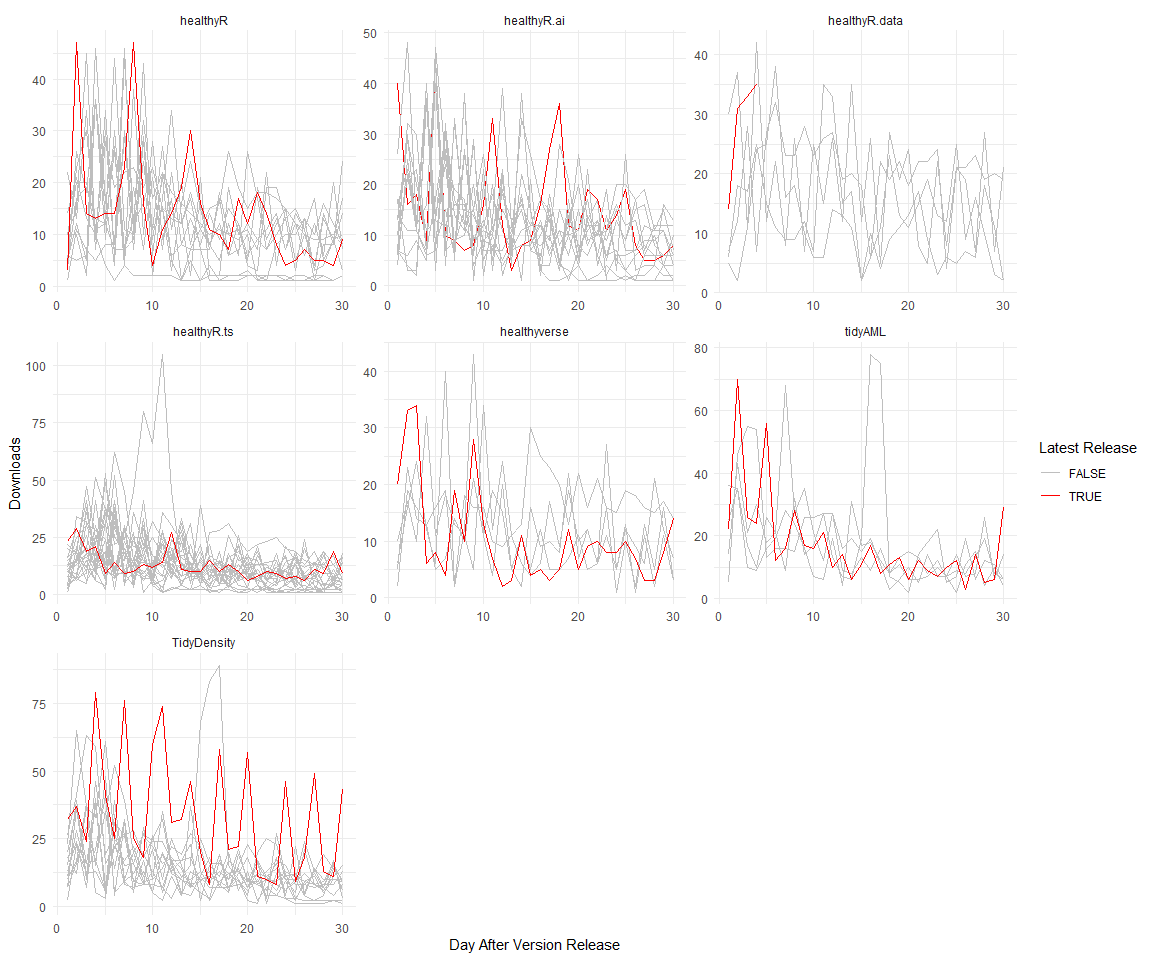 healthyR healthyR.ai healthyR.data
50
40 40 40
30 30 30
20 20 20
10 10 10
0 0 0
0 10 20 30 0 10 20 30 0 10 20 30
healthyR.ts healthyverse tidyAML
100 40 80
75 30 60
50 20 40
25 10 20
0 0 0
0 10 20 30 0 10 20 30 0 10 20 30
Downloads
Latest Release
FALSE
TRUE
TidyDensity
75
50
25
0
0 10 20 30
Day After Version Release